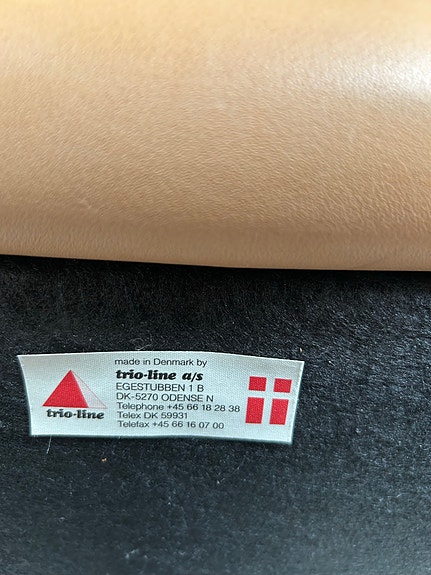 made in Denmark by
trio-line a/s
EGESTUBBEN 1 B
DK-5270 ODENSE N
Telephone +45 66 18 28 38
Telex DK 59931
Telefax +45 66 16 07 00
trio-line